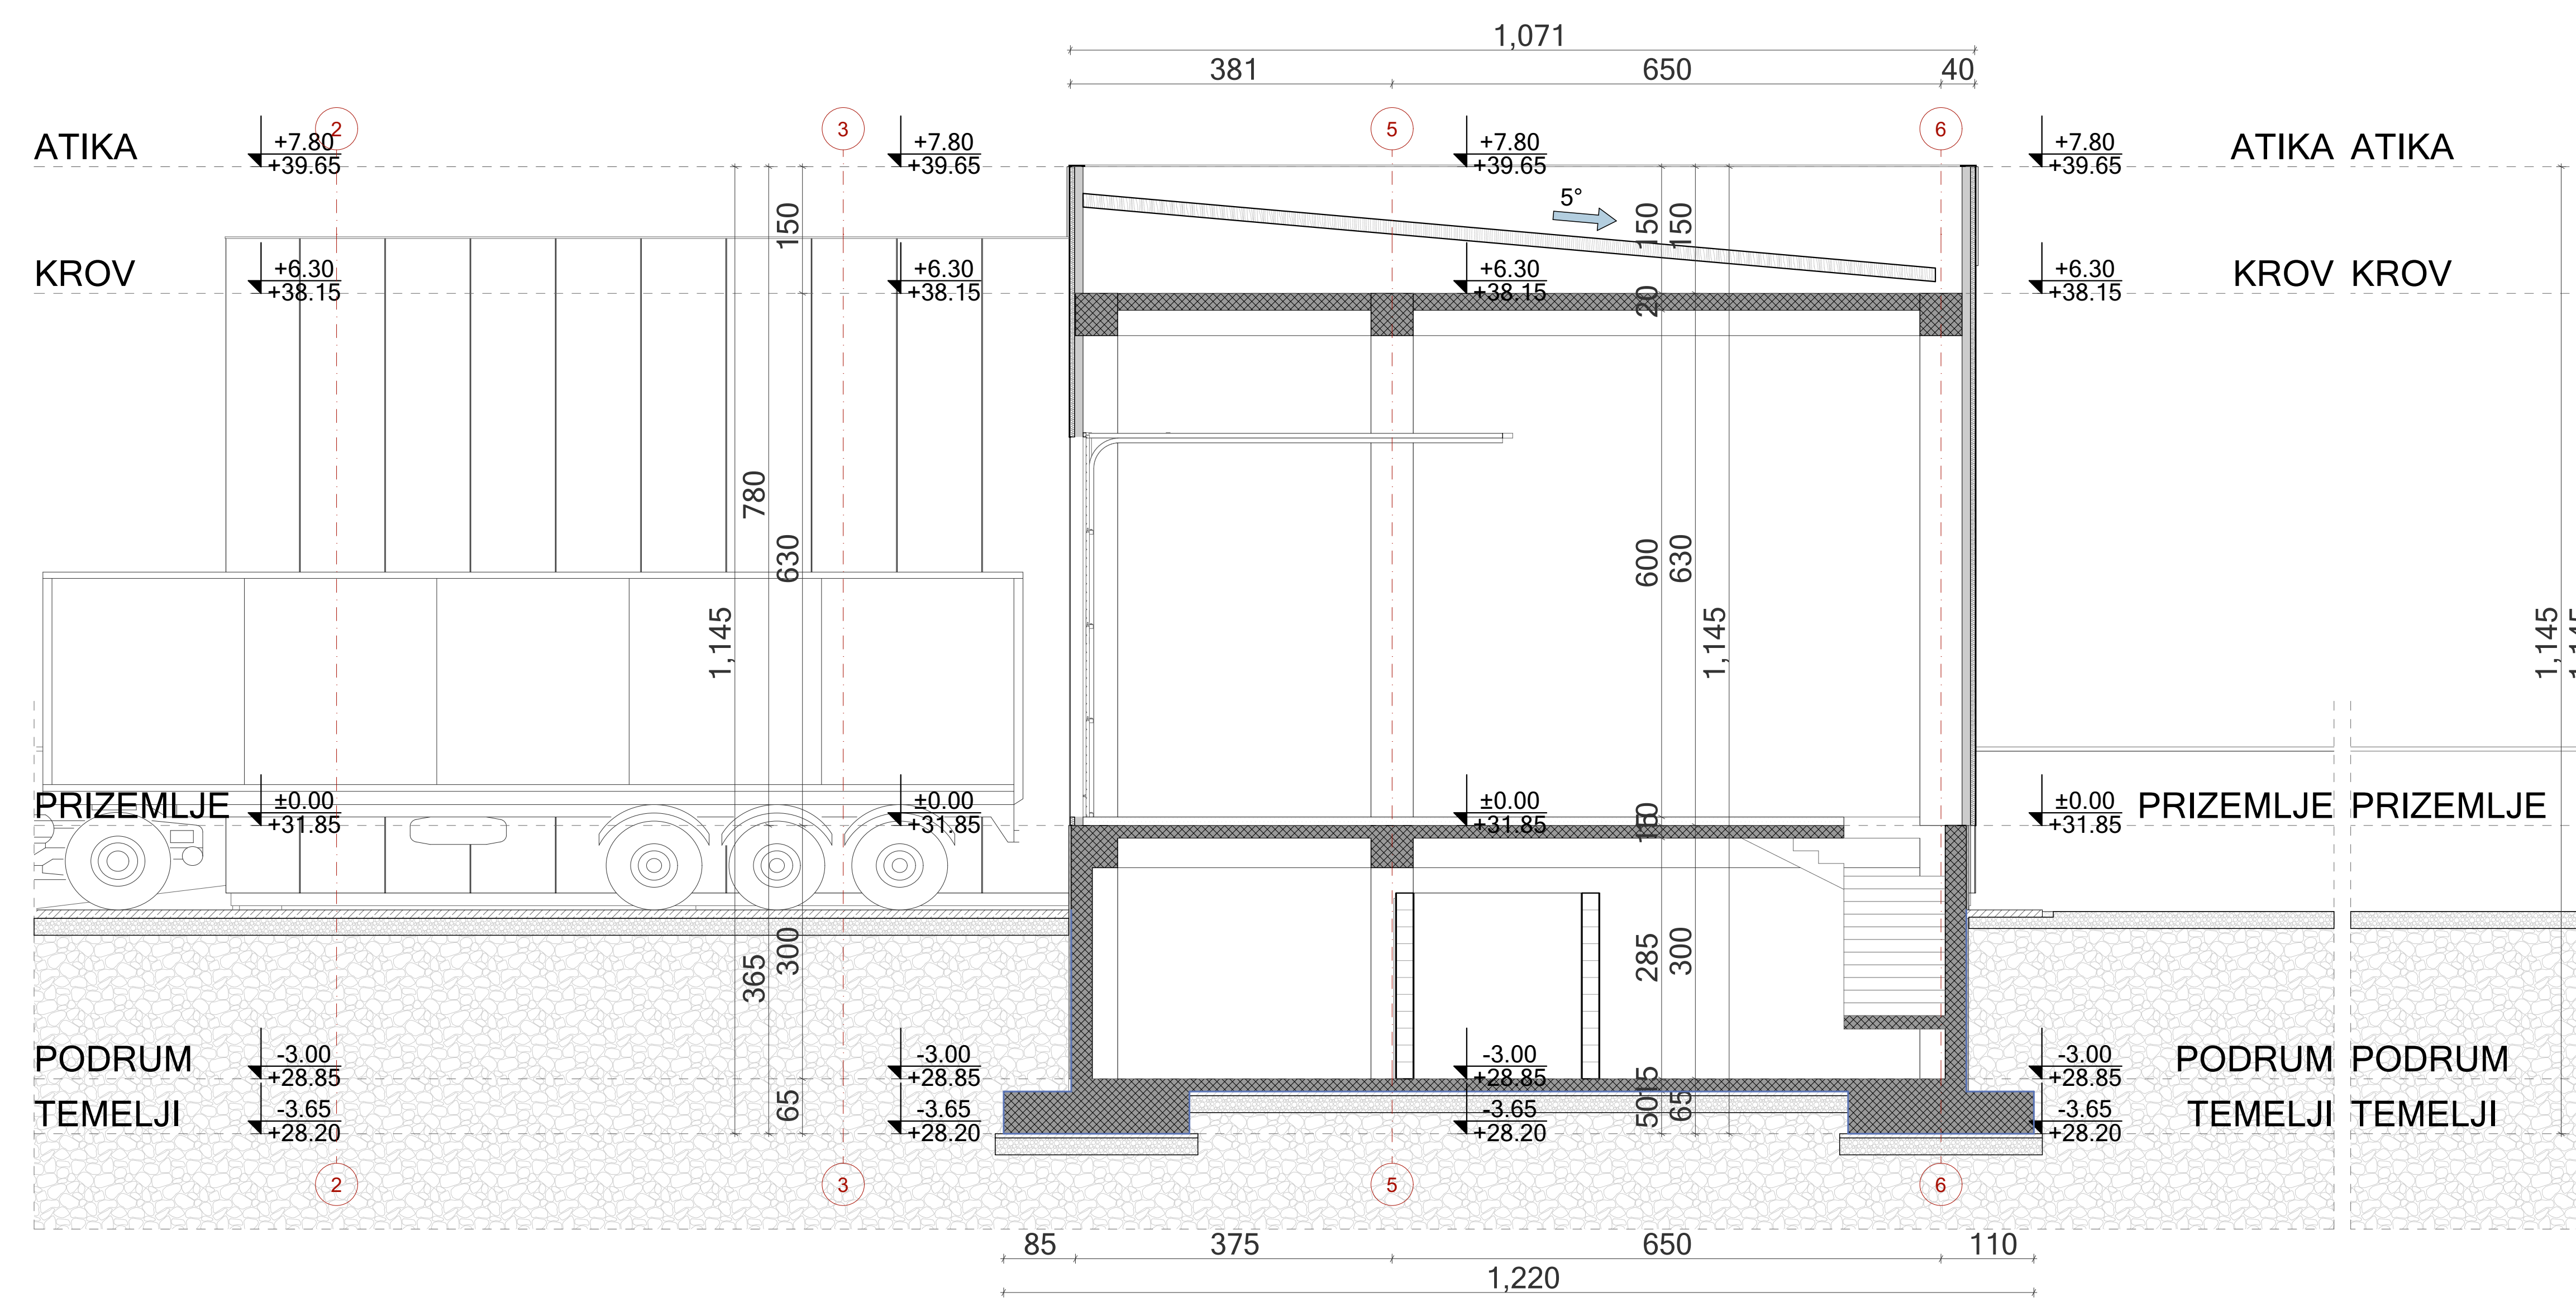 1,071
381 650 40
2 3 5 6
ATIKA +7.80 +7.80 +7.80 +7.80 ATIKA ATIKA
+39.65 +39.65 +39.65 +39.65
5°
150 150 150
KROV +6.30 +6.30 +6.30 +6.30 KROV KROV
+38.15 +38.15 +38.15 +38.15
20
780
630 600 630
1,145 1,145 1,145 1,145
PRIZEMLJE ±0.00 ±0.00 ±0.00 ±0.00 PRIZEMLJE PRIZEMLJE
+31.85 +31.85 +31.85 +31.85
365 300 285 300
PODRUM -3.00 -3.00 -3.00 -3.00 PODRUM PODRUM
+28.85 +28.85 +28.85 +28.85
65 50 15 65
TEMELJI -3.65 -3.65 -3.65 -3.65 TEMELJI TEMELJI
+28.20 +28.20 +28.20 +28.20
2 3 5 6
85 375 650 110
1,220